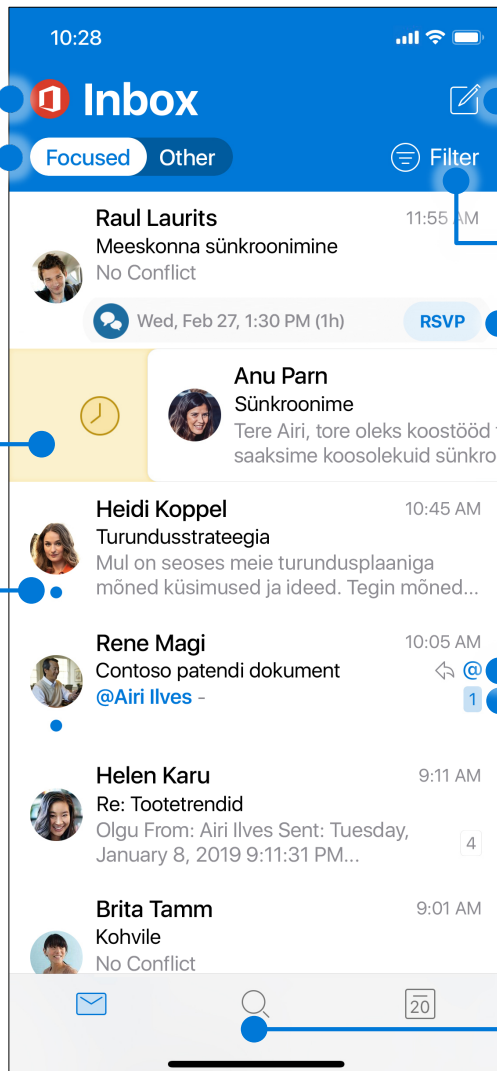 10:28
Inbox
Focused Other
Filter
Raul Laurits 11:55 AM
Meeskonna sünkroonimine
No Conflict
Wed, Feb 27, 1:30 PM (1h) RSVP
Anu Parn
Sünkroonime
Tere Airi, tore oleks koostööd
saaksime koosolekuid sünkro
Heidi Koppel 10:45 AM
Turundusstrateegia
Mul on seoses meie turundusplaaniga
mõned küsimused ja ideed. Tegin mõned...
Rene Magi 10:05 AM
Contoso patendi dokument @
@Airi Ilves - 1
Helen Karu 9:11 AM
Re: Tootetrendid
Olgu From: Airi Ilves Sent: Tuesday,
January 8, 2019 9:11:31 PM... 4
Brita Tamm 9:01 AM
Kohvile
No Conflict
20